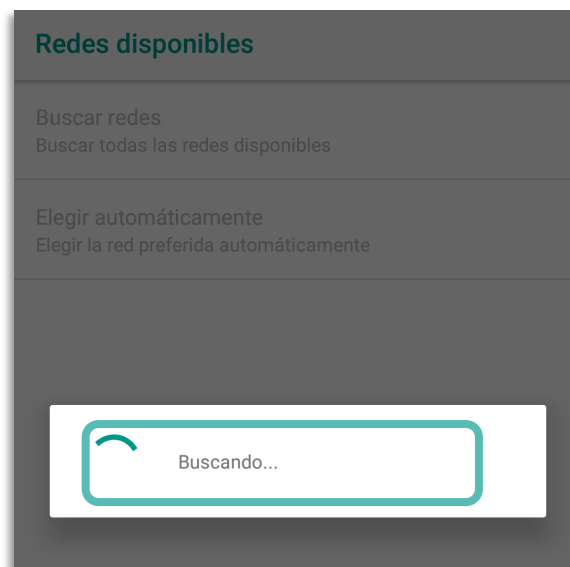 Redes disponibles
Buscar redes
Buscar todas las redes disponibles
Elegir automáticamente
Elegir la red preferida automáticamente
Buscando...